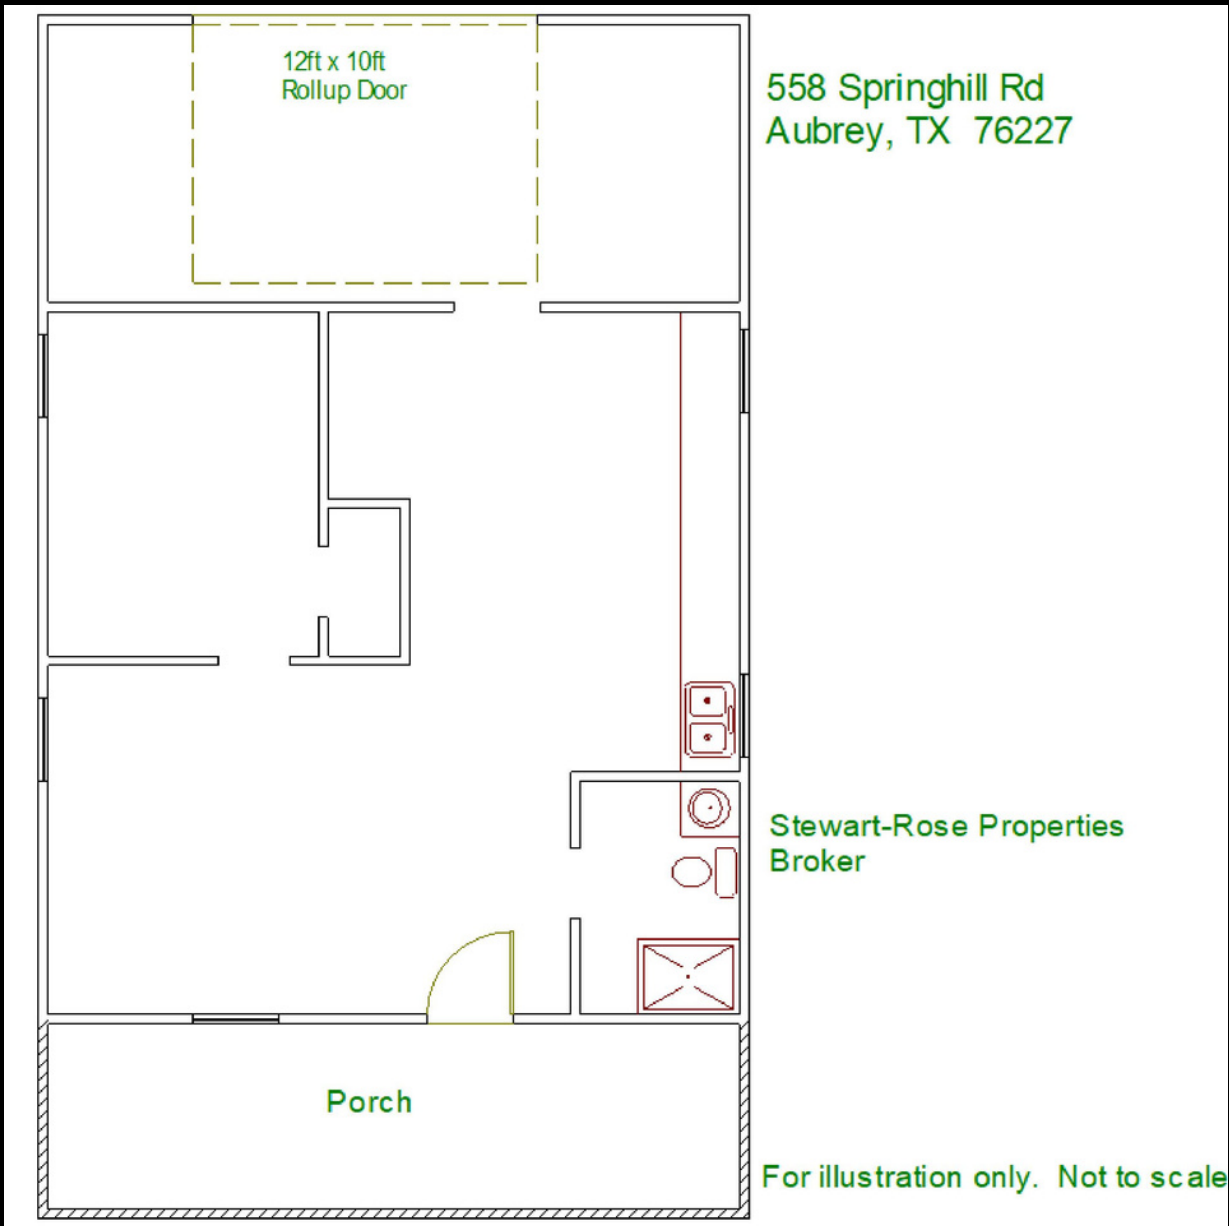 12ft x 10ft
Rollup Door
558 Springhill Rd
Aubrey, TX  76227
Stewart-Rose Properties
Broker
Porch
For illustration only.  Not to scale